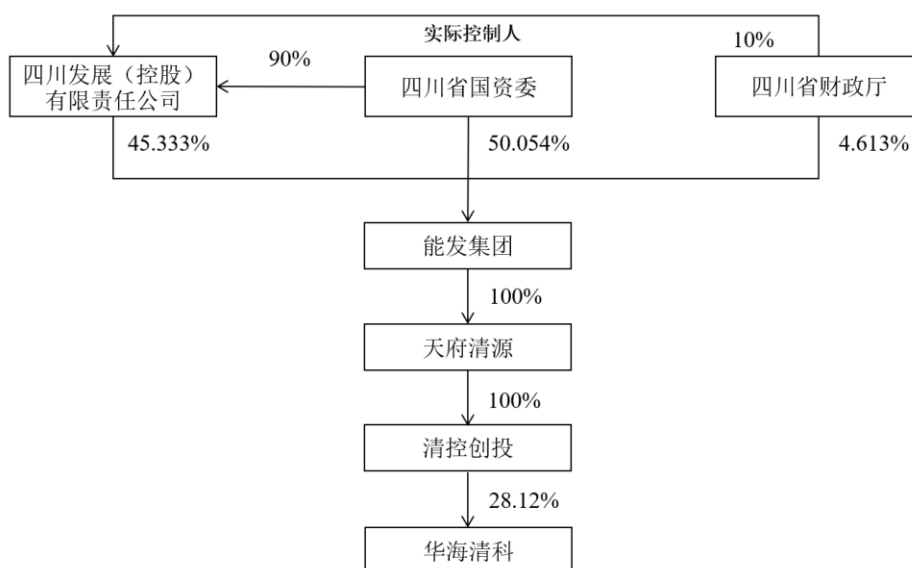 实际控制人
10%
90%
四川发展（控股）
有限责任公司
四川省国资委
四川省财政厅
45.333%
50.054%
4.613%
能发集团
100%
天府清源
100%
清控创投
28.12%
华海清科